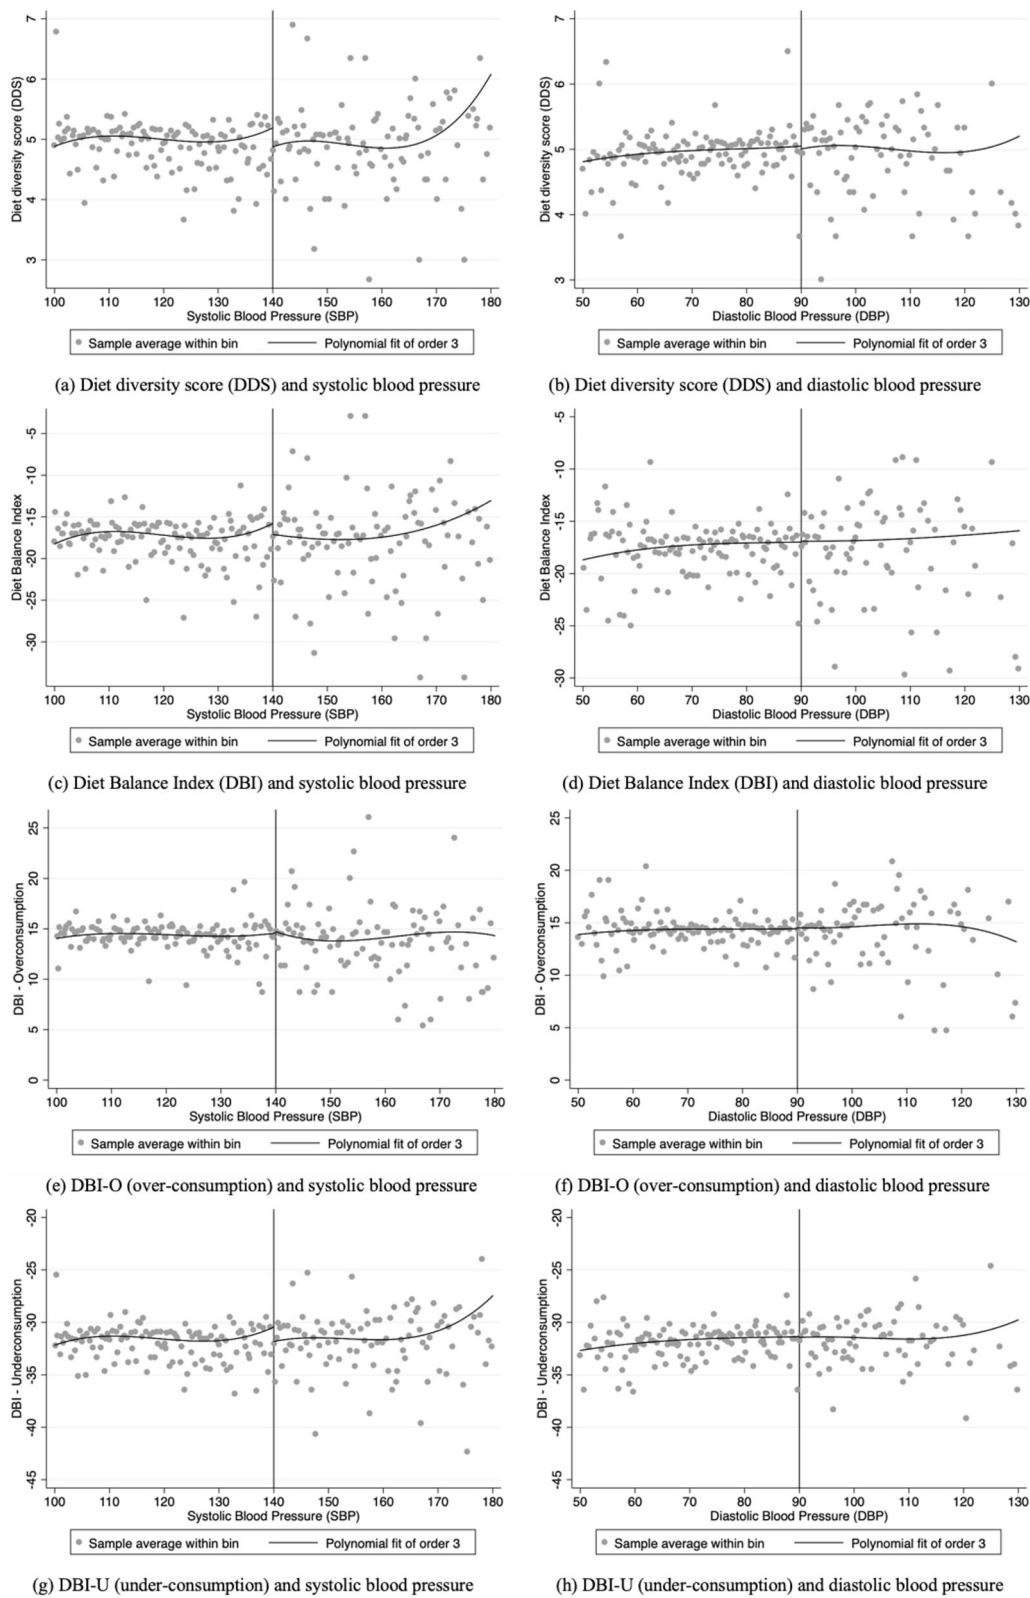 7
6
5
4
3
Diet diversity score (DDS)
100 110 120 130 140 150 160 170 180
Systolic Blood Pressure (SBP)
Sample average within bin Polynomial fit of order 3
(a) Diet diversity score (DDS) and systolic blood pressure
7
6
5
4
3
Diet diversity score (DDS)
50 60 70 80 90 100 110 120 130
Diastolic Blood Pressure (DBP)
Sample average within bin Polynomial fit of order 3
(b) Diet diversity score (DDS) and diastolic blood pressure
-5
-10
-15
-20
-25
-30
Diet Balance Index
100 110 120 130 140 150 160 170 180
Systolic Blood Pressure (SBP)
Sample average within bin Polynomial fit of order 3
(c) Diet Balance Index (DBI) and systolic blood pressure
-5
-10
-15
-20
-25
-30
Diet Balance Index
50 60 70 80 90 100 110 120 130
Diastolic Blood Pressure (DBP)
Sample average within bin Polynomial fit of order 3
(d) Diet Balance Index (DBI) and diastolic blood pressure
25
20
15
10
5
0
DBI - Overconsumption
100 110 120 130 140 150 160 170 180
Systolic Blood Pressure (SBP)
Sample average within bin Polynomial fit of order 3
(e) DBI-O (over-consumption) and systolic blood pressure
25
20
15
10
5
0
DBI - Overconsumption
50 60 70 80 90 100 110 120 130
Diastolic Blood Pressure (DBP)
Sample average within bin Polynomial fit of order 3
(f) DBI-O (over-consumption) and diastolic blood pressure
-20
-25
-30
-35
-40
-45
DBI - Underconsumption
100 110 120 130 140 150 160 170 180
Systolic Blood Pressure (SBP)
Sample average within bin Polynomial fit of order 3
(g) DBI-U (under-consumption) and systolic blood pressure
-20
-25
-30
-35
-40
-45
DBI - Underconsumption
50 60 70 80 90 100 110 120 130
Diastolic Blood Pressure (DBP)
Sample average within bin Polynomial fit of order 3
(h) DBI-U (under-consumption) and diastolic blood pressure